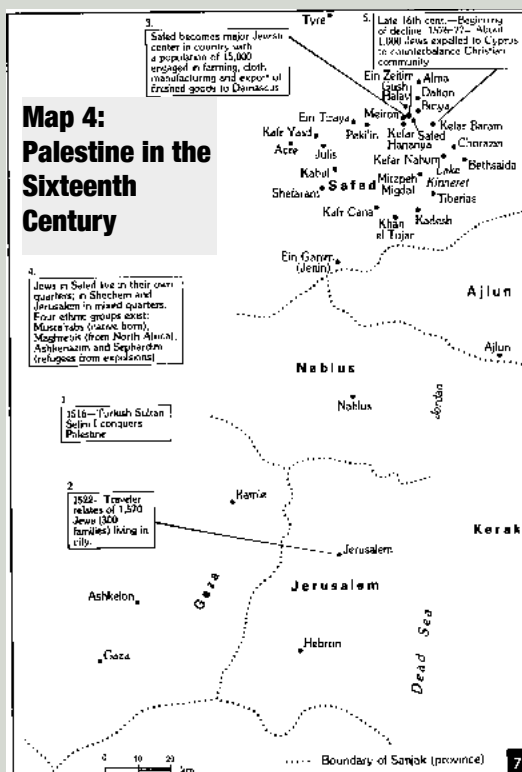 Map 4:
Palestine in the
Sixteenth
Century
3.
Safed becomes major Jewish
center in country with
a population of 15,000
engaged in farming, cloth
manufacturing and export of
finished goods to Damascus
5.
Late 16th cent.—Beginning
of decline 1576-77— About
1,000 Jews expelled to Cyprus
to counterbalance Christian
community
Tyre
Ein Zeitim
Alma
Gush
Halav
Dalton
Biriya
Meiron
Ein Tiraya
Kafr Yasif
Peki'in
Kefar
Hananya
Safed
Kefar Baram
Chorazin
Acre
Julis
Kefar Nahum
Bethsaida
Kabul
Lake
Kinneret
Shefaram
Safad
Mitzpeh
Migdal
Tiberias
Kafr Cana
Kadesh
Khan
el Tujar
Ein Ganim
(Jenin)
4.
Jews in Safed live in their own
quarters; in Shechem and
Jerusalem in mixed quarters.
Four ethnic groups exist:
Musta'rabs (native born),
Maghrebis (from North Africa),
Ashkenazim and Sephardim
(refugees from expulsions)
Ajlun
Ajlun
Nablus
Nablus
Jordan
1
1516—Turkish Sultan
Selim I conquers
Palestine
2
1522- Traveler
relates of 1,570
Jews (300
families) living in
city.
Ramle
Kerak
Jerusalem
Jerusalem
Gaza
Ashkelon
Gaza
Hebron
Dead Sea
0 10 20
km
Boundary of Sanjak (province)
7